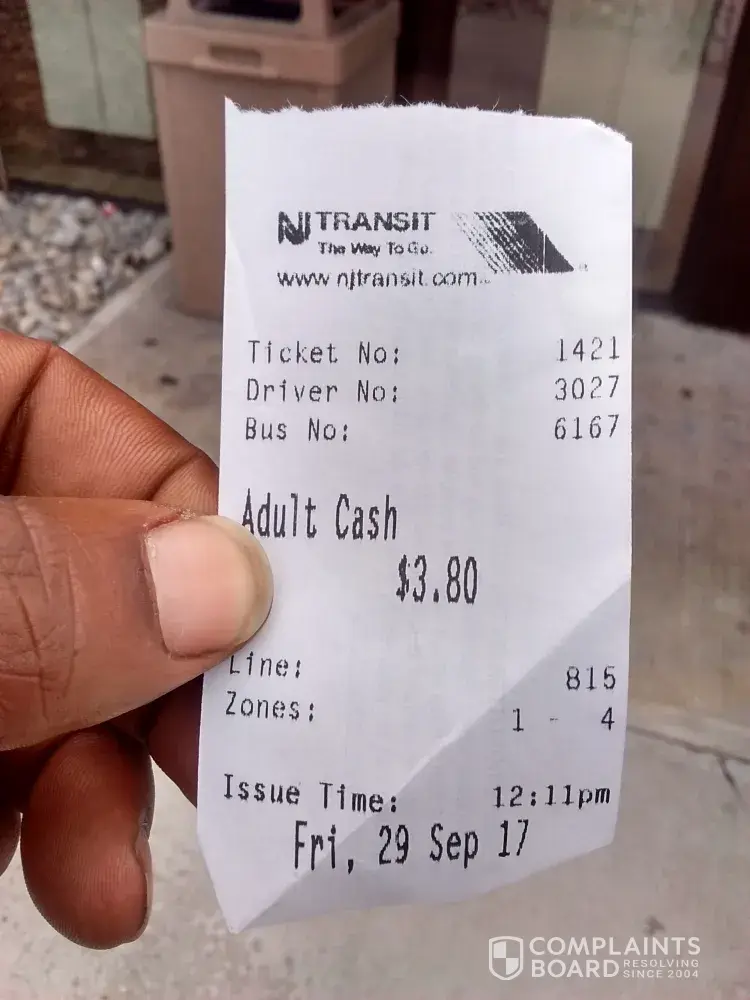 NJ TRANSIT
The Way To Go.
www.njtransit.com
Ticket No: 1421
Driver No: 3027
Bus No: 6167
Adult Cash
$3.80
Line: 815
Zones: 1 - 4
Issue Time: 12:11pm
Fri, 29 Sep 17
COMPLAINTS
BOARD RESOLVING
SINCE 2004